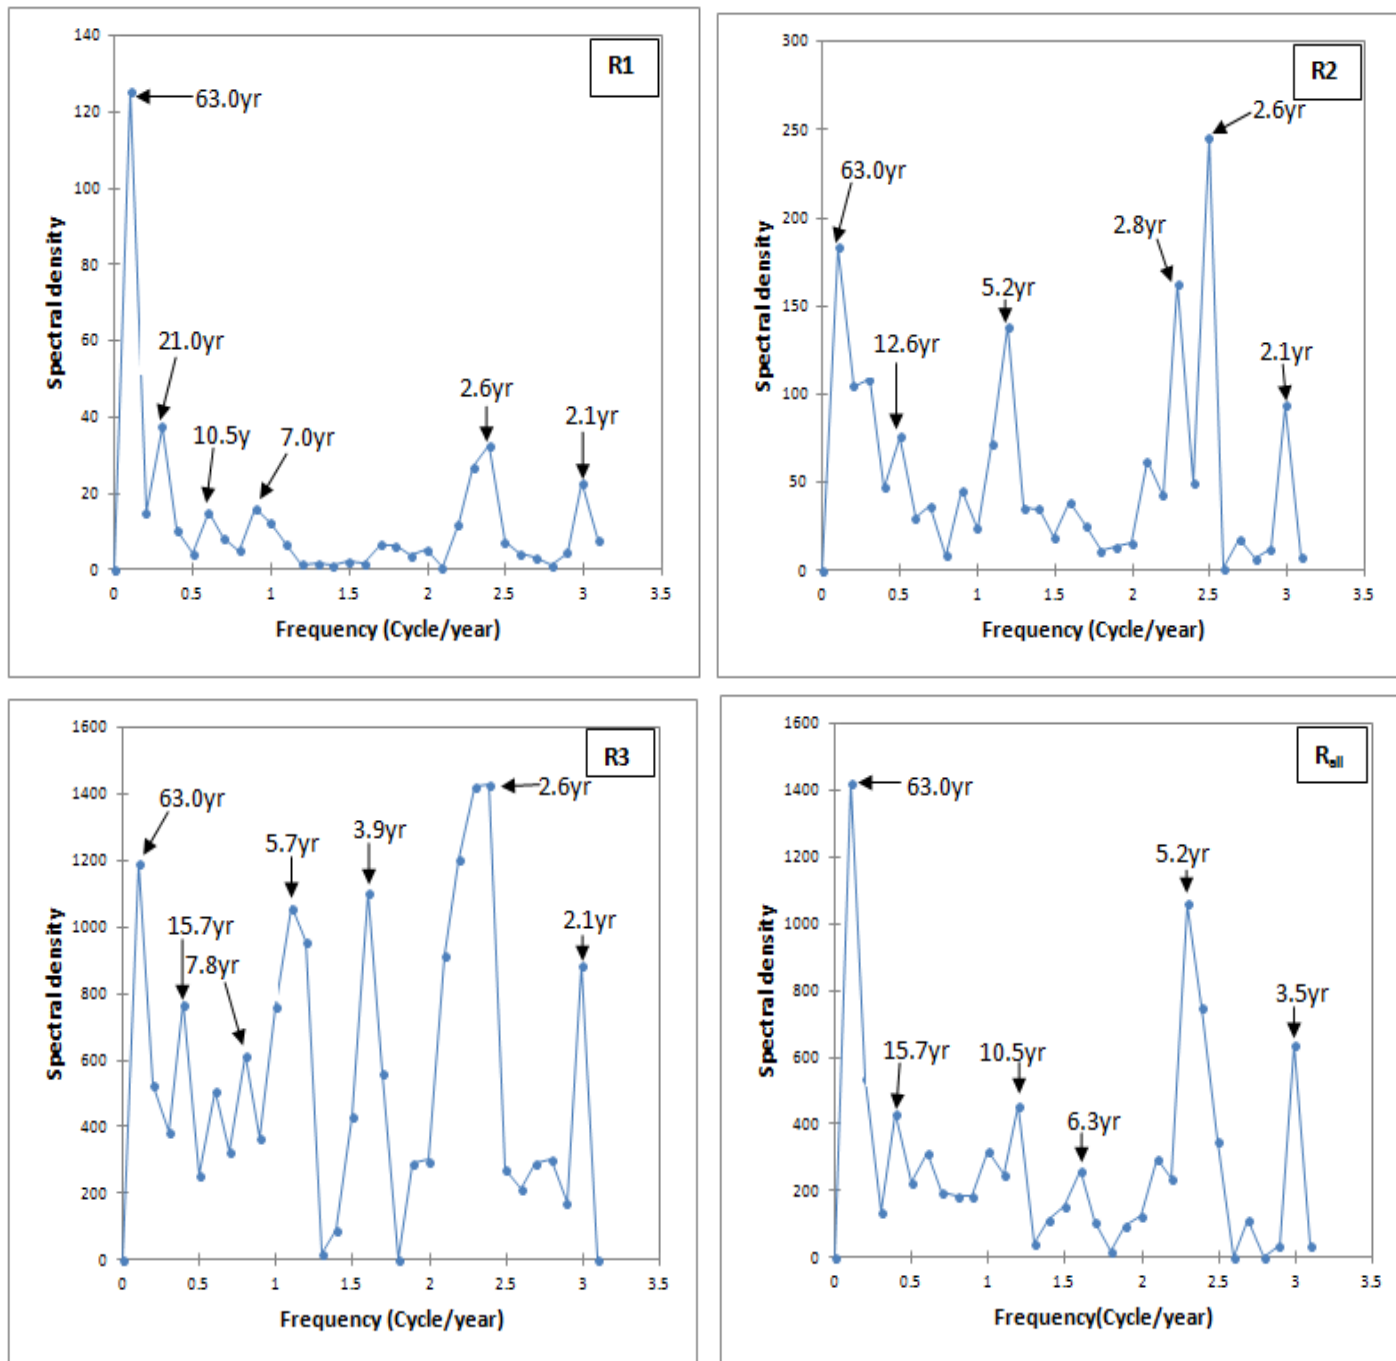 R1
140
120
100
80
60
40
20
0
Spectral density
63.0yr
21.0yr
10.5y
7.0yr
2.6yr
2.1yr
0 0.5 1 1.5 2 2.5 3 3.5
Frequency (Cycle/year)
R2
300
250
200
150
100
50
0
Spectral density
63.0yr
12.6yr
5.2yr
2.8yr
2.6yr
2.1yr
0 0.5 1 1.5 2 2.5 3 3.5
Frequency (Cycle/year)
R3
1600
1400
1200
1000
800
600
400
200
0
Spectral density
63.0yr
15.7yr
7.8yr
5.7yr
3.9yr
2.6yr
2.1yr
0 0.5 1 1.5 2 2.5 3 3.5
Frequency (Cycle/year)
Rall
1600
1400
1200
1000
800
600
400
200
0
Spectral density
63.0yr
15.7yr
10.5yr
6.3yr
5.2yr
3.5yr
0 0.5 1 1.5 2 2.5 3 3.5
Frequency(Cycle/year)